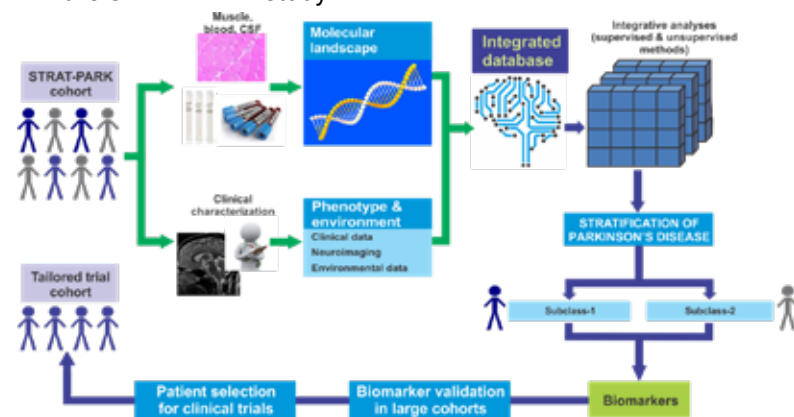 study
Muscle,
blood, CSF
Molecular
landscape
Integrated
database
Integrative analyses
(supervised & unsupervised
methods)
STRAT-PARK
cohort
Clinical
characterization
Phenotype &
environment
Clinical data
Neuroimaging
Environmental data
STRATIFICATION OF
PARKINSON'S DISEASE
Subclass-1
Subclass-2
Tailored trial
cohort
Patient selection
for clinical trials
Biomarker validation
in large cohorts
Biomarkers